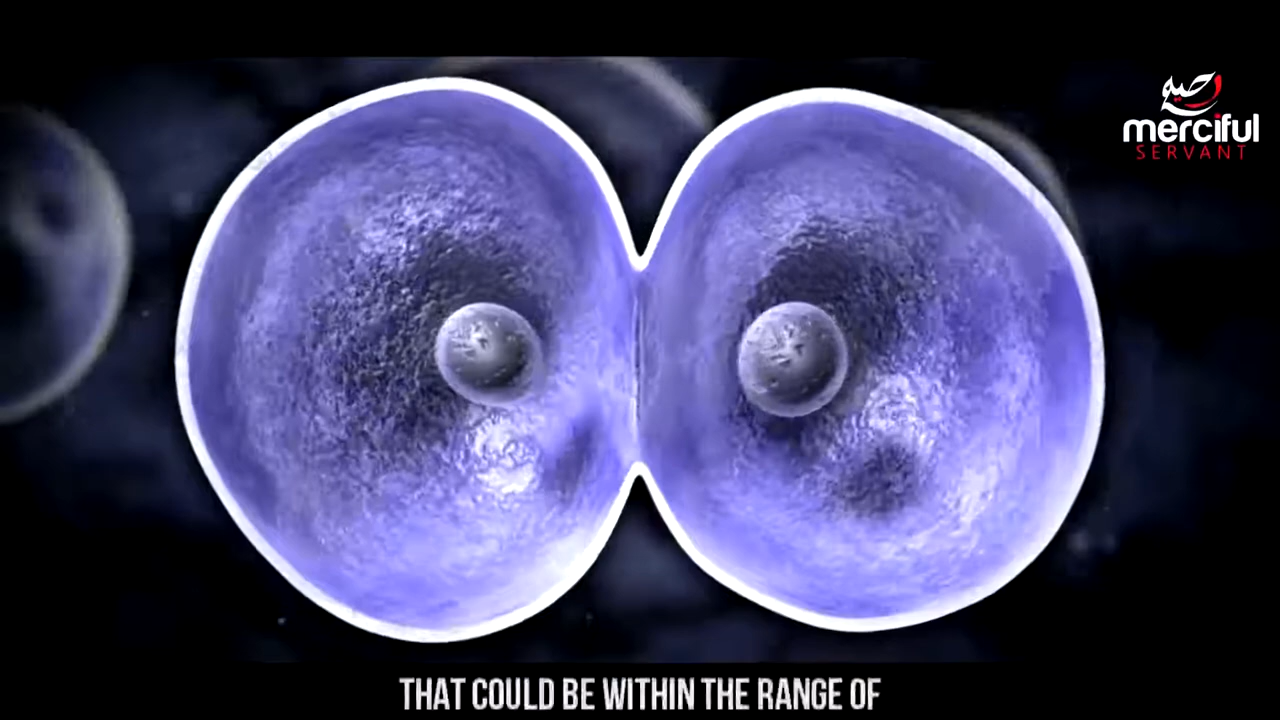 merciful
SERVANT
THAT COULD BE WITHIN THE RANGE OF